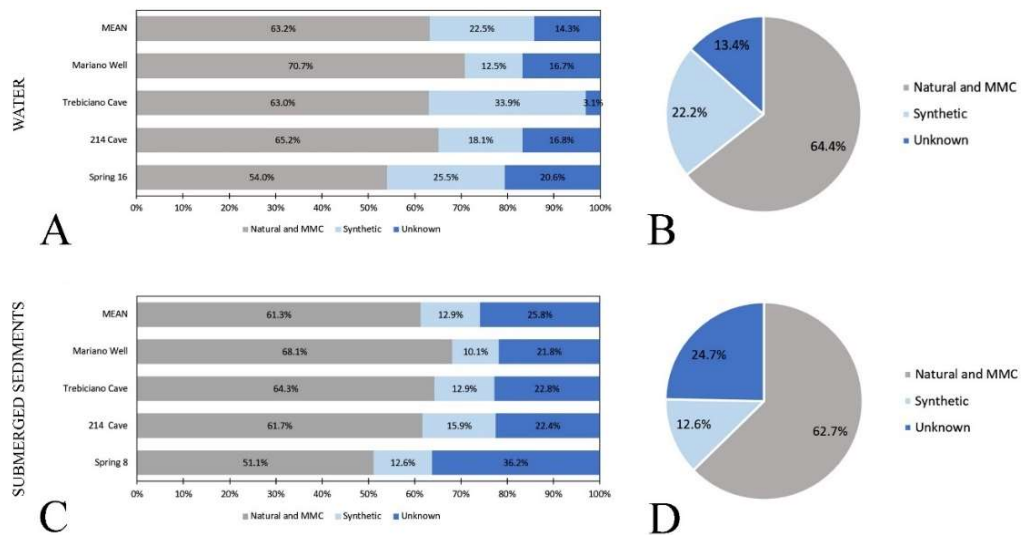 WATER
MEAN 63.2% 22.5% 14.3%
Mariano Well 70.7% 12.5% 16.7%
Trebiciano Cave 63.0% 33.9% 3.1%
214 Cave 65.2% 18.1% 16.8%
Spring 16 54.0% 25.5% 20.6%
0% 10% 20% 30% 40% 50% 60% 70% 80% 90% 100%
Natural and MMC Synthetic Unknown
A
13.4%
22.2%
64.4%
Natural and MMC
Synthetic
Unknown
B
SUBMERGED SEDIMENTS
MEAN 61.3% 12.9% 25.8%
Mariano Well 68.1% 10.1% 21.8%
Trebiciano Cave 64.3% 12.9% 22.8%
214 Cave 61.7% 15.9% 22.4%
Spring 8 51.1% 12.6% 36.2%
0% 10% 20% 30% 40% 50% 60% 70% 80% 90% 100%
Natural and MMC Synthetic Unknown
C
24.7%
12.6%
62.7%
Natural and MMC
Synthetic
Unknown
D